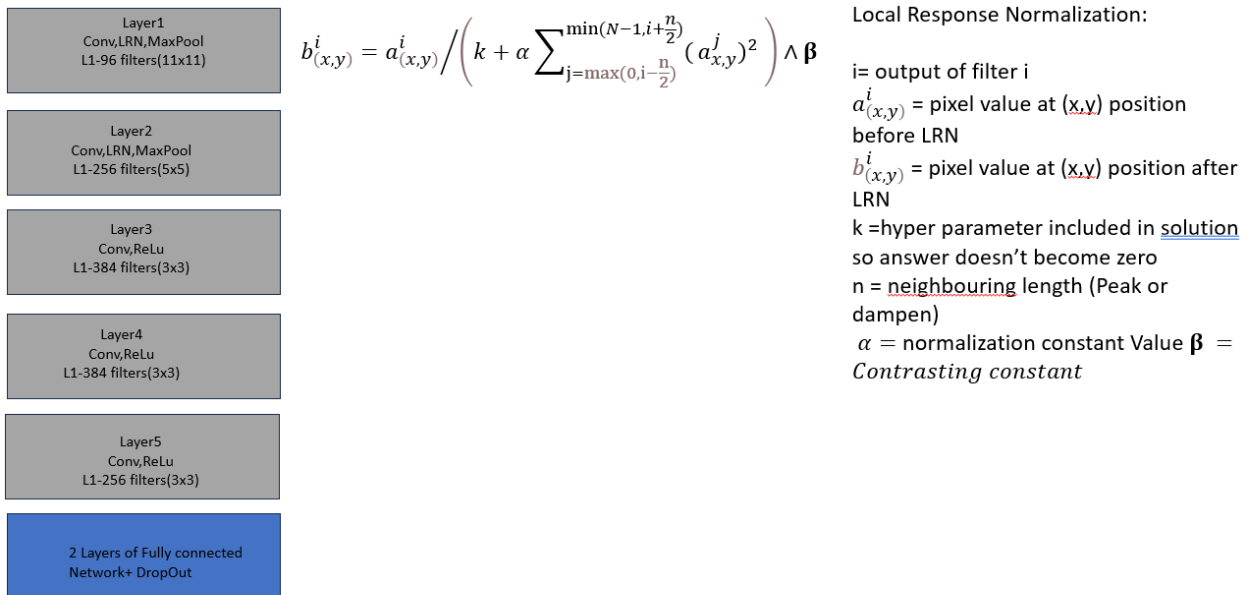 Layer1
Conv,LRN,MaxPool
L1-96 filters(11x11)
Layer2
Conv,LRN,MaxPool
L1-256 filters(5x5)
Layer3
Conv,ReLu
L1-384 filters(3x3)
Layer4
Conv,ReLu
L1-384 filters(3x3)
Layer5
Conv,ReLu
L1-256 filters(3x3)
2 Layers of Fully connected
Network+ DropOut
b^i_(x,y) = a^i_(x,y)/(k + α ∑_{j=max(0,i−n/2)}^{min(N−1,i+n/2)} (a^j_{x,y})²) ∧ β
Local Response Normalization:
i= output of filter i
a^i_(x,y) = pixel value at (x,y) position
before LRN
b^i_(x,y) = pixel value at (x,y) position after
LRN
k =hyper parameter included in solution
so answer doesn’t become zero
n = neighbouring length (Peak or
dampen)
α = normalization constant Value β =
Contrasting constant